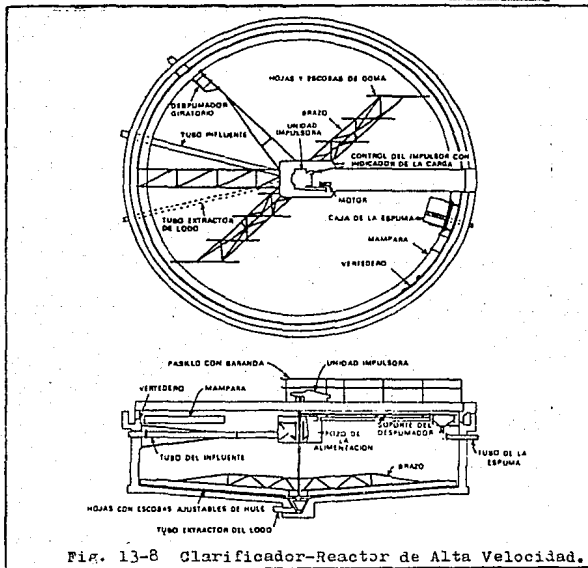 HOJAS Y ESCOBAS DE GOMA
DESPUMADOR
GIRATORIO
BRAZO
UNIDAD
IMPULSORA
TUBO INFLUENTE
CONTROL DEL IMPULSOR CON
INDICADOR DE LA CARGA
MOTOR
CAJA DE LA ESPUMA
TUBO EXTRACTOR
DE LODO
MAMPARA
VERTEDERO
PASILLO CON BARANDA
UNIDAD IMPULSORA
VERTEDERO
MAMPARA
SOPORTE DEL
DESPUMADOR
POZO DE
LA
ALIMENTACION
TUBO DE LA
ESPUMA
TUBO DEL INFLUENTE
BRAZO
HOJAS CON ESCOBAS AJUSTABLES DE HULE
TUBO EXTRACTOR DEL LODO
Fig. 13-8 Clarificador-Reactor de Alta Velocidad.